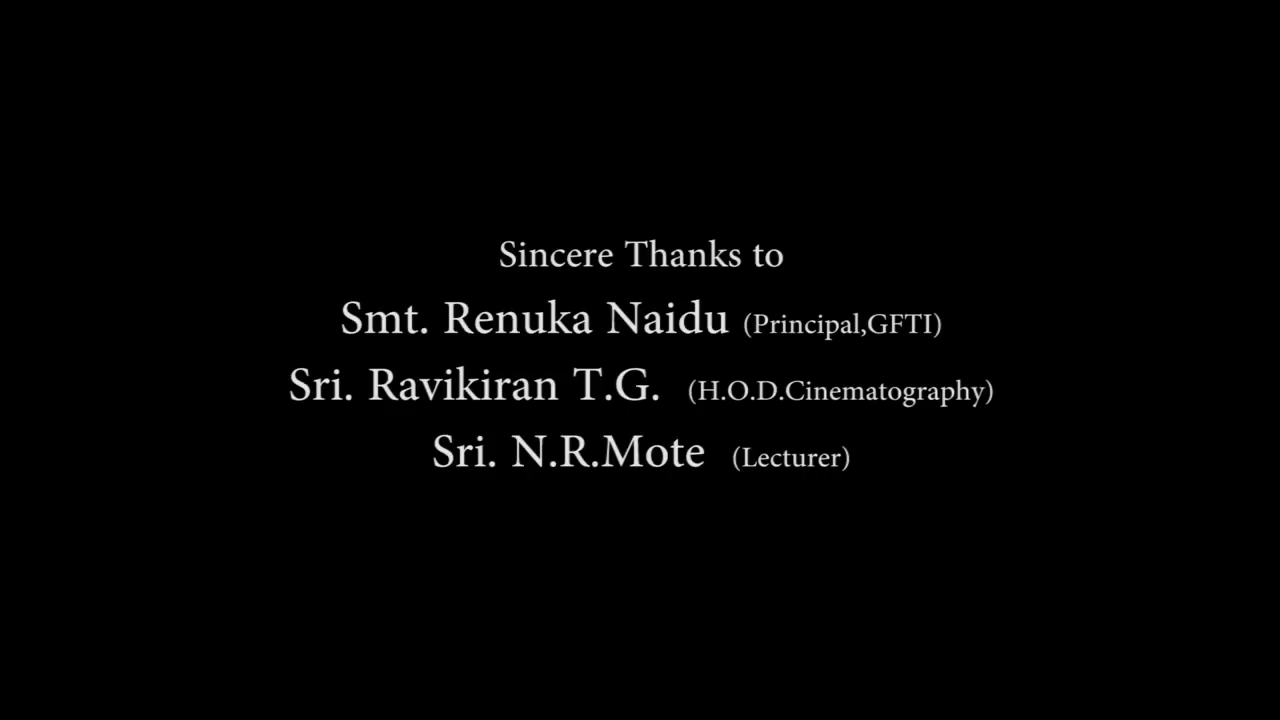 Sincere Thanks to
Smt. Renuka Naidu (Principal,GFTI)
Sri. Ravikiran T.G. (H.O.D.Cinematography)
Sri. N.R.Mote (Lecturer)